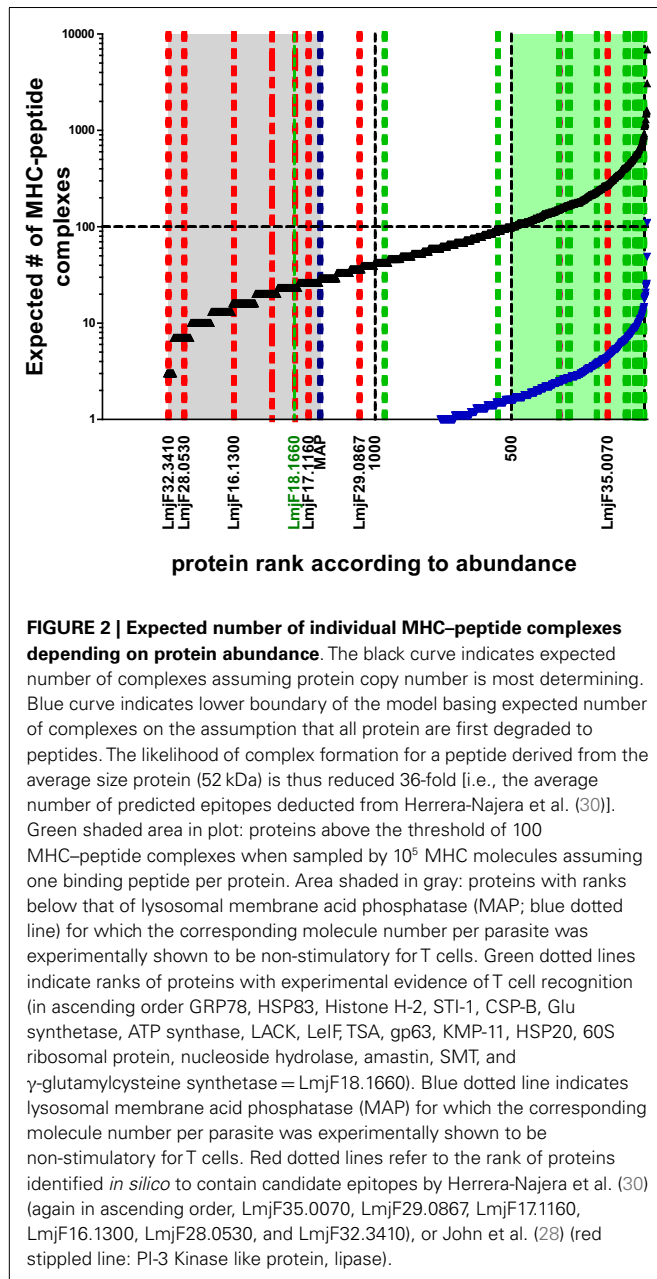 10000
1000
100
10
1
Expected # of MHC-peptide
complexes
LmjF32.3410
LmjF28.0530
LmjF16.1300
LmjF18.1660
LmjF17.1160
MAP
LmjF29.0867
1000
500
LmjF35.0070
protein rank according to abundance
FIGURE 2 | Expected number of individual MHC–peptide complexes
depending on protein abundance. The black curve indicates expected
number of complexes assuming protein copy number is most determining.
Blue curve indicates lower boundary of the model basing expected number
of complexes on the assumption that all protein are first degraded to
peptides. The likelihood of complex formation for a peptide derived from the
average size protein (52 kDa) is thus reduced 36-fold [i.e., the average
number of predicted epitopes deducted from Herrera-Najera et al. (30)].
Green shaded area in plot: proteins above the threshold of 100
MHC–peptide complexes when sampled by 10⁵ MHC molecules assuming
one binding peptide per protein. Area shaded in gray: proteins with ranks
below that of lysosomal membrane acid phosphatase (MAP; blue dotted
line) for which the corresponding molecule number per parasite was
experimentally shown to be non-stimulatory for T cells. Green dotted lines
indicate ranks of proteins with experimental evidence of T cell recognition
(in ascending order GRP78, HSP83, Histone H-2, STI-1, CSP-B, Glu
synthetase, ATP synthase, LACK, LeIF, TSA, gp63, KMP-11, HSP20, 60S
ribosomal protein, nucleoside hydrolase, amastin, SMT, and
γ-glutamylcysteine synthetase = LmjF18.1660). Blue dotted line indicates
lysosomal membrane acid phosphatase (MAP) for which the corresponding
molecule number per parasite was experimentally shown to be
non-stimulatory for T cells. Red dotted lines refer to the rank of proteins
identified in silico to contain candidate epitopes by Herrera-Najera et al. (30)
(again in ascending order, LmjF35.0070, LmjF29.0867, LmjF17.1160,
LmjF16.1300, LmjF28.0530, and LmjF32.3410), or John et al. (28) (red
stippled line: PI-3 Kinase like protein, lipase).